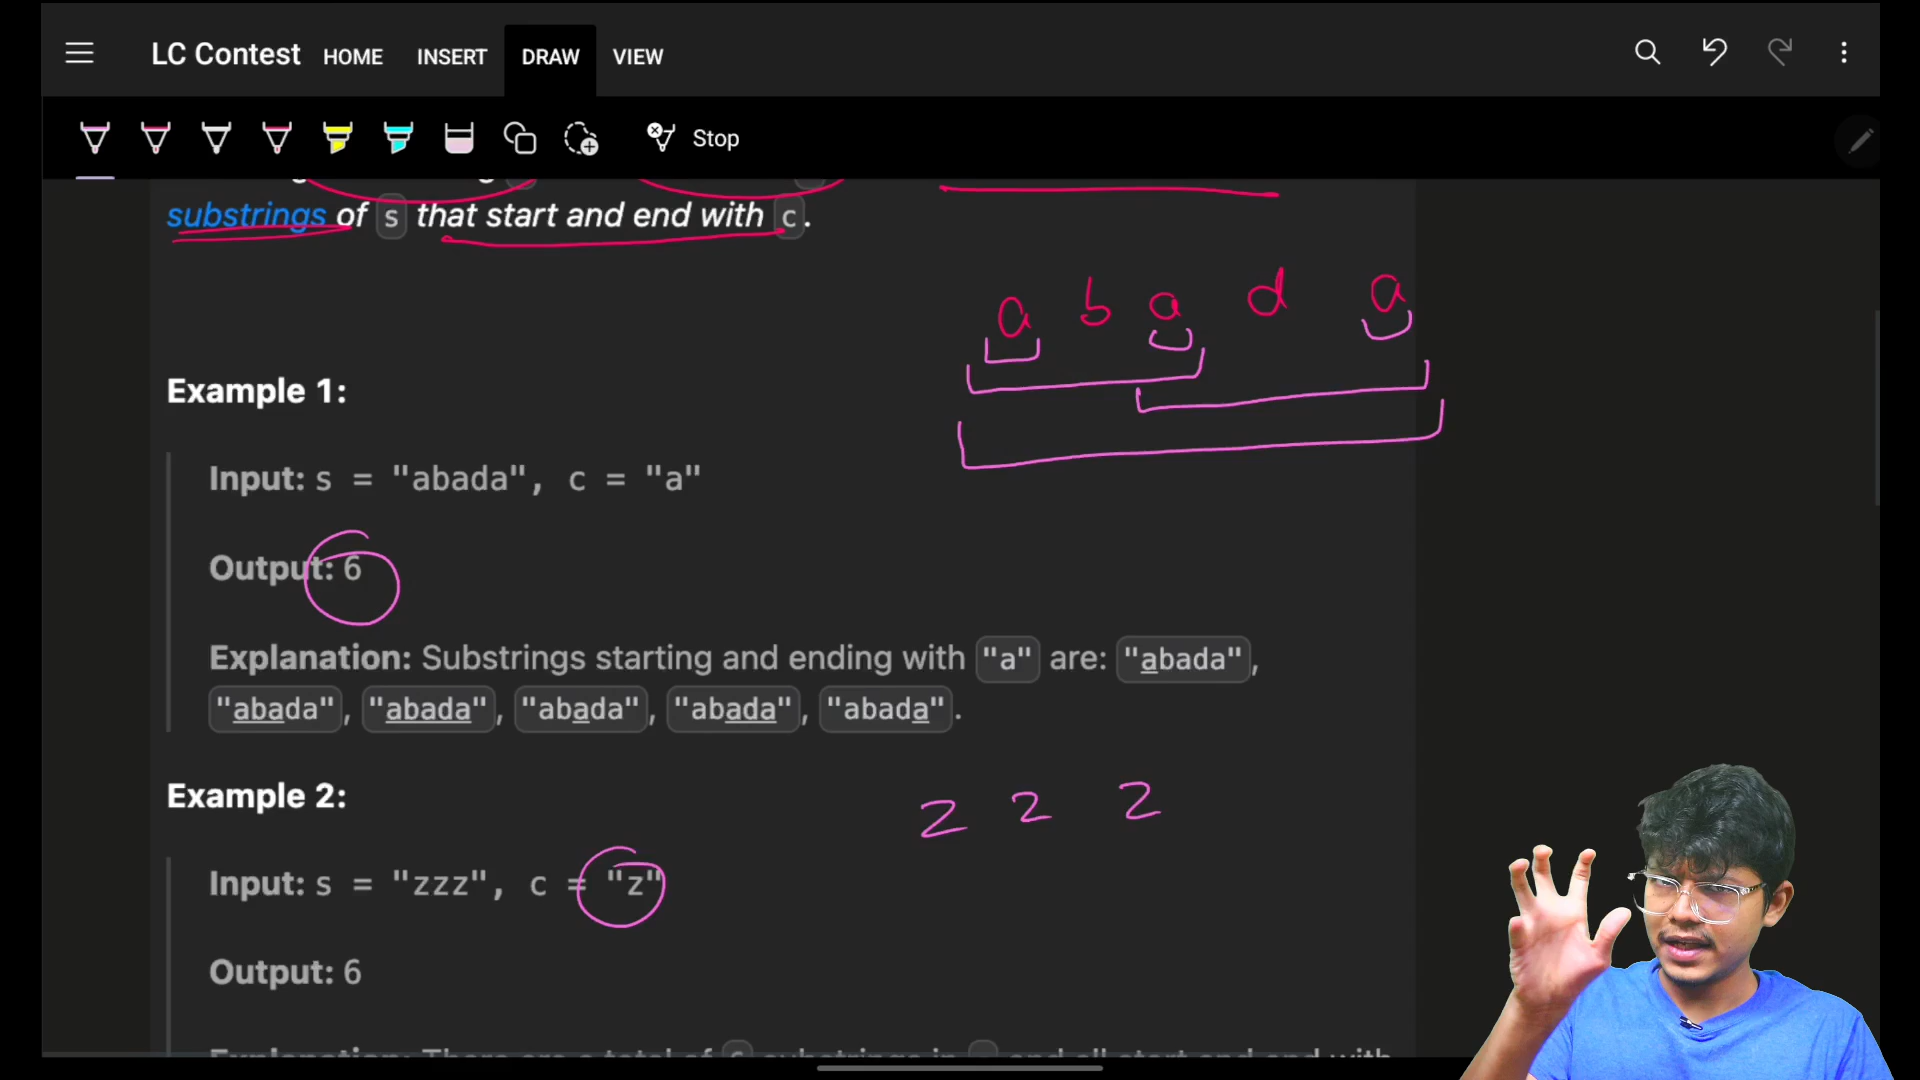 LC Contest HOME INSERT DRAW VIEW
Stop
substrings of s that start and end with c.
a b a d a
Example 1:
Input: s = "abada", c = "a"
Output: 6
Explanation: Substrings starting and ending with "a" are: "abada",
"abada", "abada", "abada", "abada", "abada".
Example 2:
z z z
Input: s = "zzz", c = "z"
Output: 6